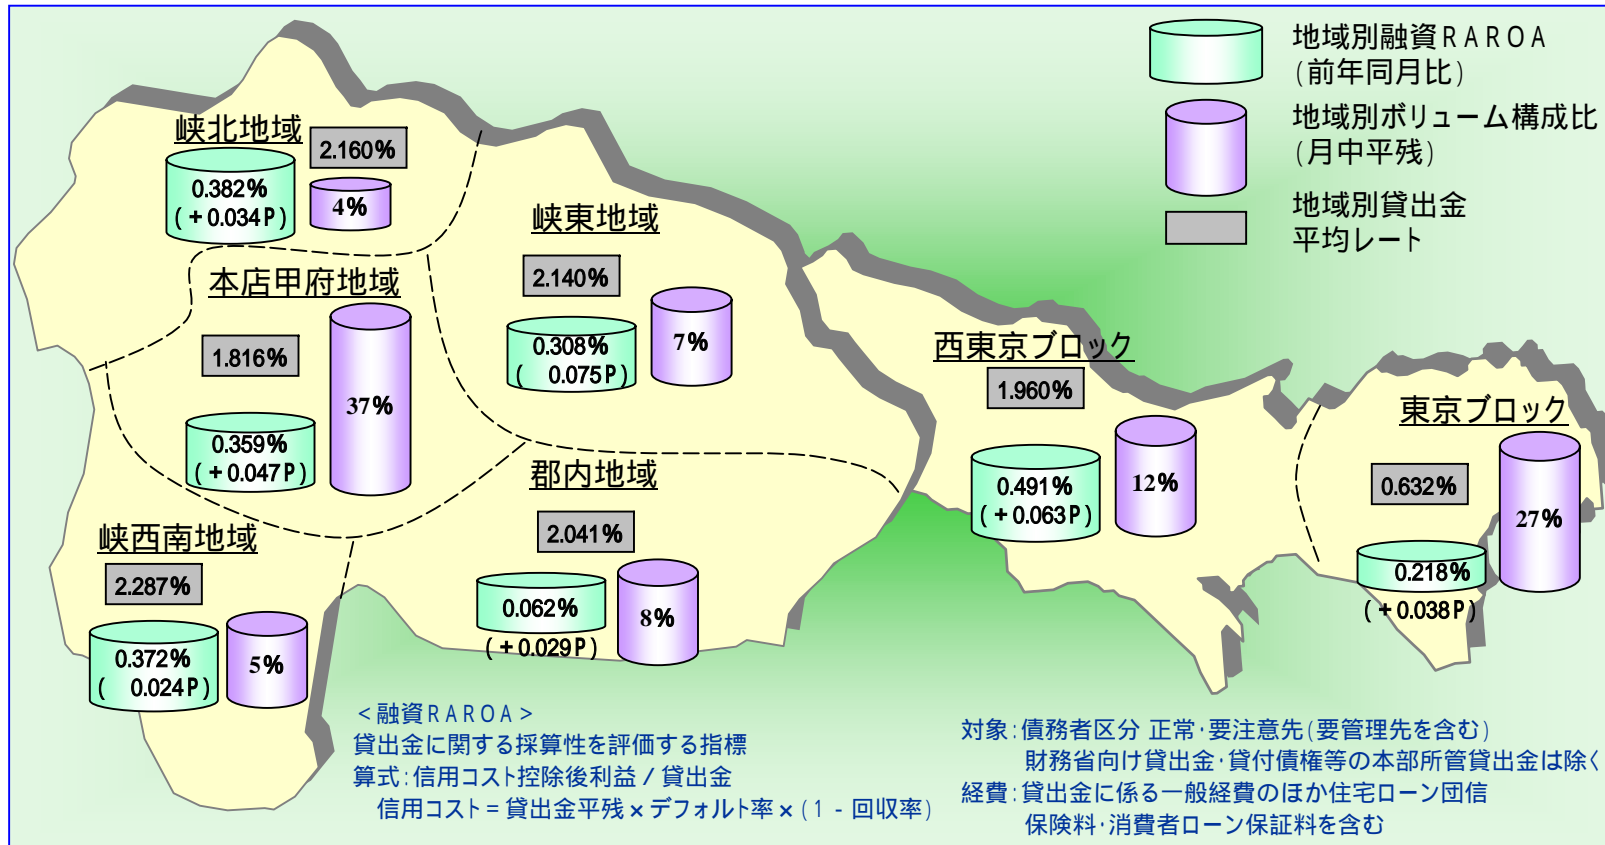 地域別融資RAROA
(前年同月比)
地域別ボリューム構成比
(月中平残)
地域別貸出金
平均レート
峡北地域
2.160%
0.382%
(+0.034P)
4%
峡東地域
2.140%
0.308%
(  0.075P)
7%
本店甲府地域
1.816%
0.359%
(+0.047P)
37%
西東京ブロック
1.960%
0.491%
(+0.063P)
12%
東京ブロック
0.632%
0.218%
(+0.038P)
27%
郡内地域
2.041%
0.062%
(+0.029P)
8%
峡西南地域
2.287%
0.372%
(  0.024P)
5%
<融資RAROA>
貸出金に関する採算性を評価する指標
算式:信用コスト控除後利益/貸出金
信用コスト=貸出金平残×デフォルト率×(1-回収率)
対象:債務者区分 正常・要注意先(要管理先を含む)
財務省向け貸出金・貸付債権等の本部所管貸出金は除く
経費:貸出金に係る一般経費のほか住宅ローン団信
保険料・消費者ローン保証料を含む